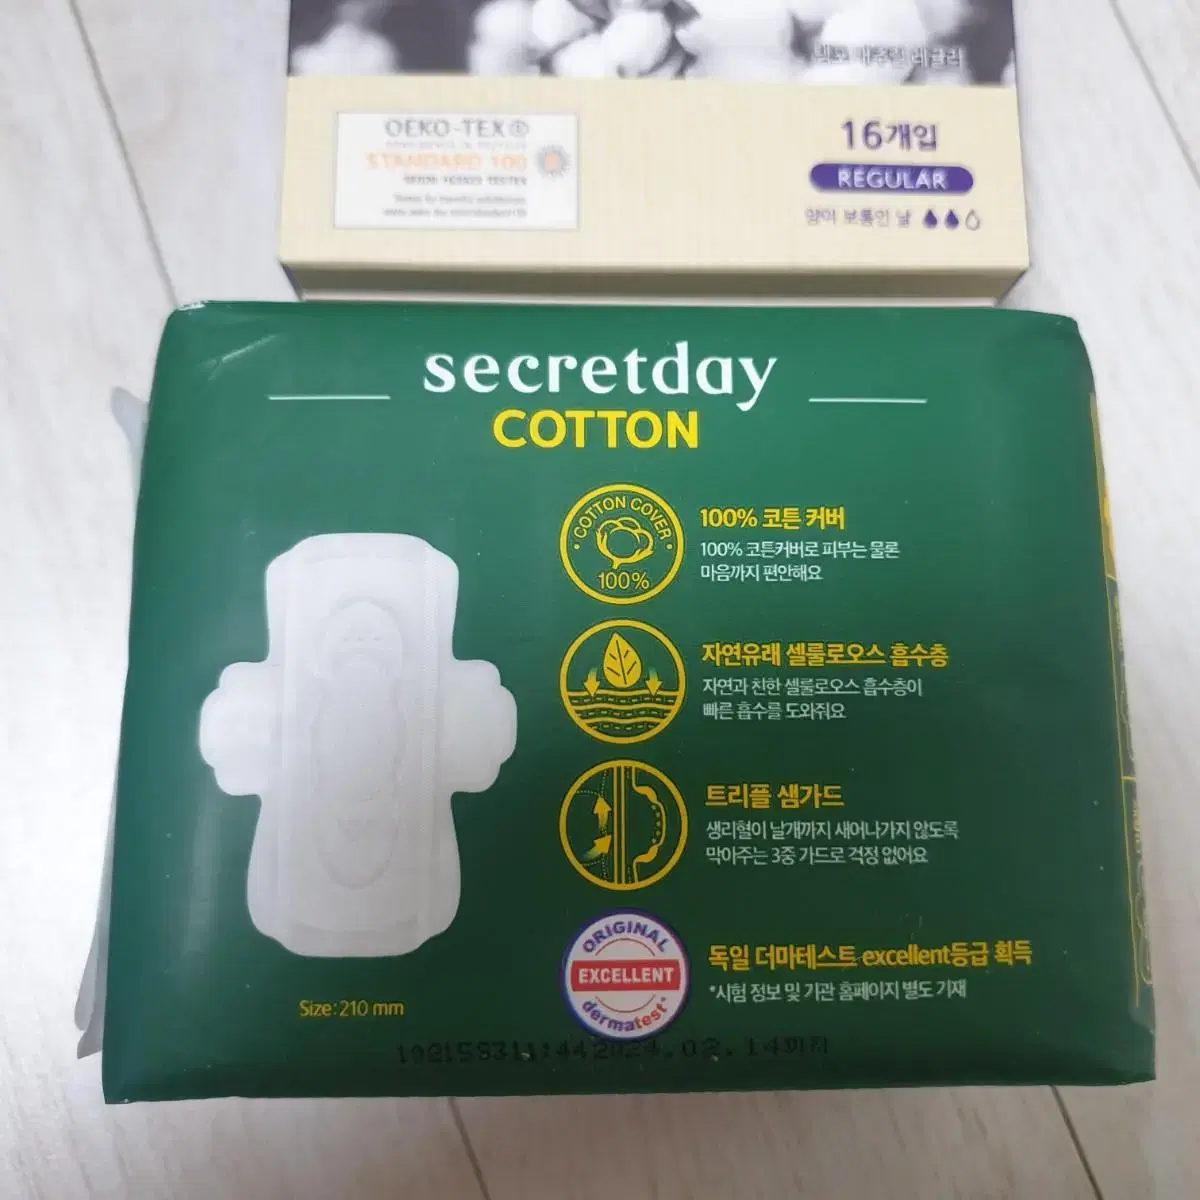 레귤러
OEKO-TEX®
STANDARD 100
16개입
REGULAR
양이 보통인 날
secretday
COTTON
COTTON COVER
100%
100% 코튼 커버
100% 코튼커버로 피부는 물론
마음까지 편안해요
자연유래 셀룰로오스 흡수층
자연과 친한 셀룰로오스 흡수층이
빠른 흡수를 도와줘요
트리플 샘가드
생리혈이 날개까지 새어나가지 않도록
막아주는 3중 가드로 걱정 없어요
ORIGINAL
EXCELLENT
dermatest®
독일 더마테스트 excellent등급 획득
*시험 정보 및 기관 홈페이지 별도 기재
Size: 210 mm
2024.02.14